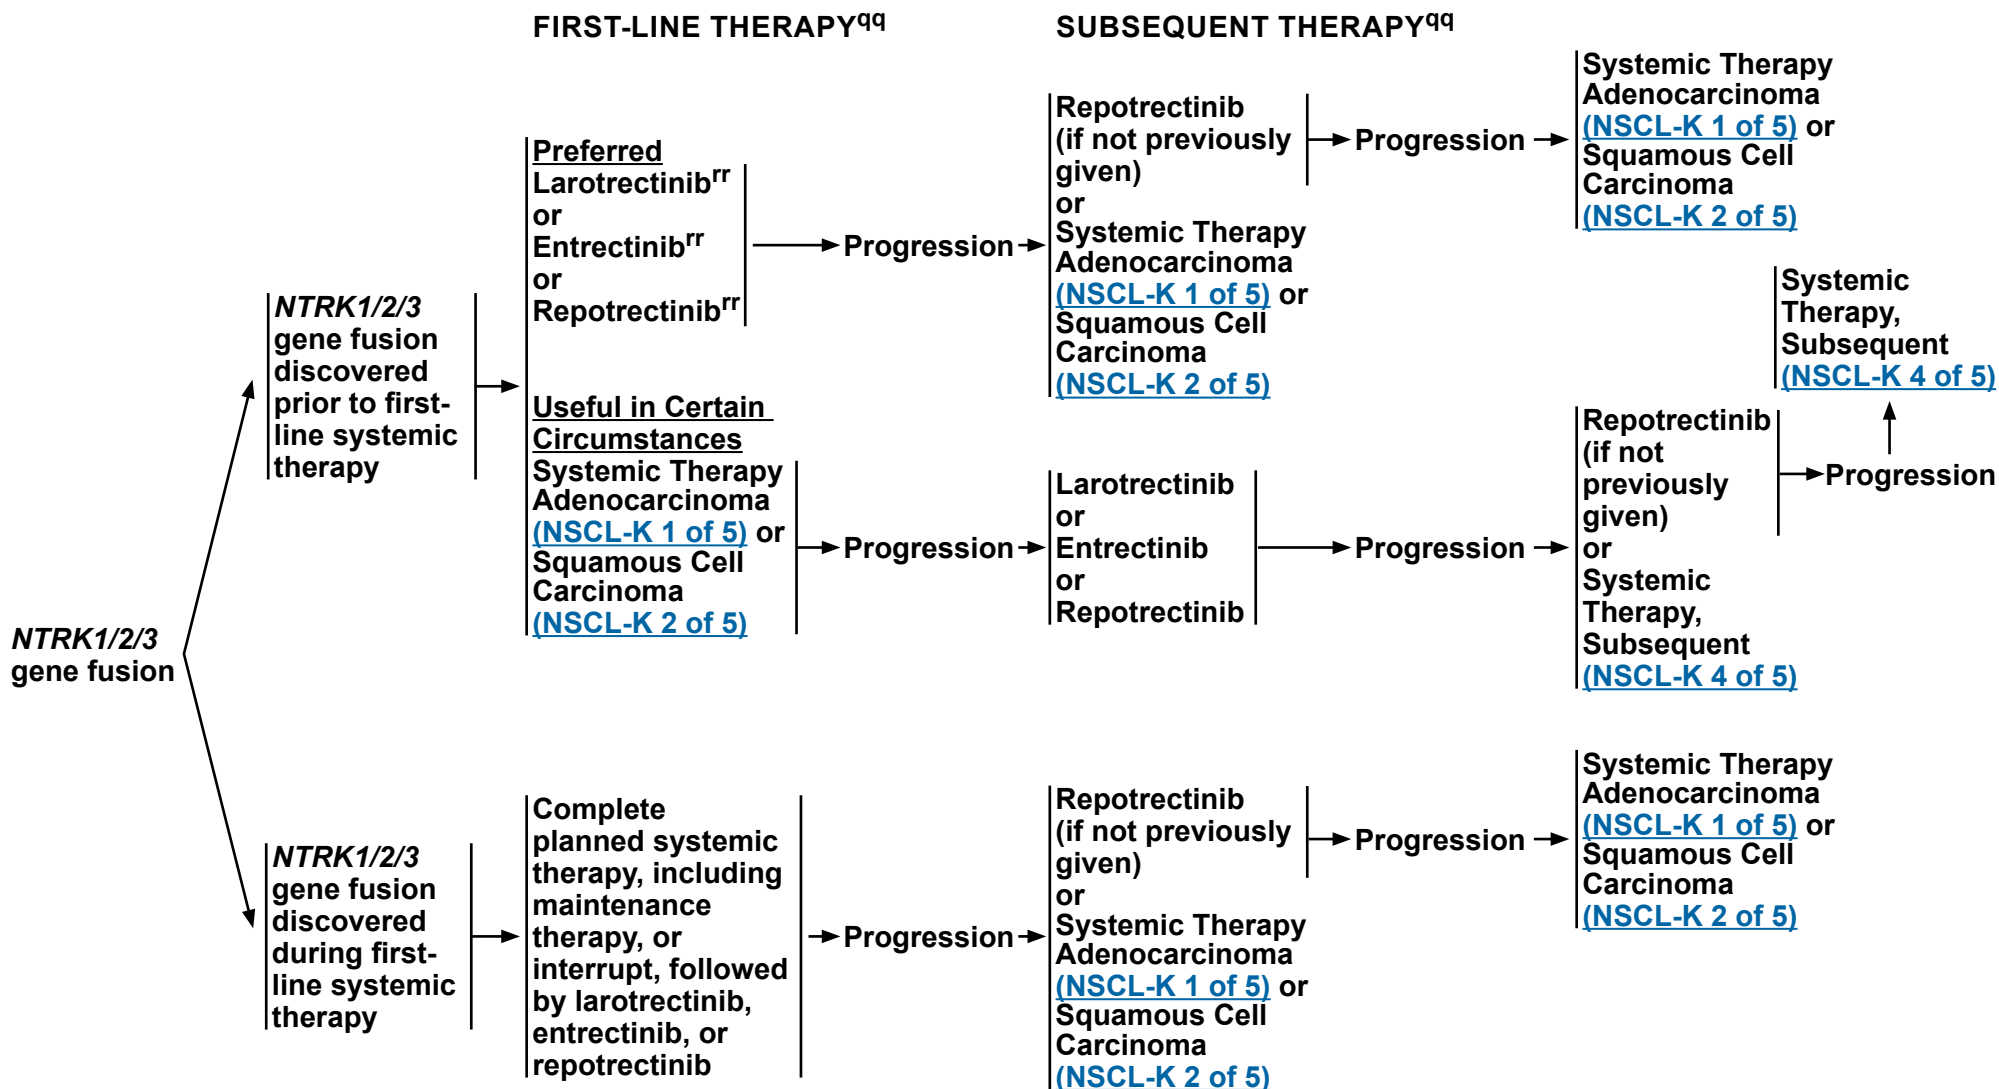 FIRST-LINE THERAPYqq
SUBSEQUENT THERAPYqq
NTRK1/2/3
gene fusion
NTRK1/2/3
gene fusion
discovered
prior to first-
line systemic
therapy
Preferred
Larotrectinibrr
or
Entrectinibrr
or
Repotrectinibrr
Progression
Repotrectinib
(if not previously
given)
or
Systemic Therapy
Adenocarcinoma
(NSCL-K 1 of 5) or
Squamous Cell
Carcinoma
(NSCL-K 2 of 5)
Progression
Systemic Therapy
Adenocarcinoma
(NSCL-K 1 of 5) or
Squamous Cell
Carcinoma
(NSCL-K 2 of 5)
Useful in Certain
Circumstances
Systemic Therapy
Adenocarcinoma
(NSCL-K 1 of 5) or
Squamous Cell
Carcinoma
(NSCL-K 2 of 5)
Progression
Larotrectinib
or
Entrectinib
or
Repotrectinib
Progression
Repotrectinib
(if not
previously
given)
or
Systemic
Therapy,
Subsequent
(NSCL-K 4 of 5)
Progression
Systemic
Therapy,
Subsequent
(NSCL-K 4 of 5)
NTRK1/2/3
gene fusion
discovered
during first-
line systemic
therapy
Complete
planned systemic
therapy, including
maintenance
therapy, or
interrupt, followed
by larotrectinib,
entrectinib, or
repotrectinib
Progression
Repotrectinib
(if not previously
given)
or
Systemic Therapy
Adenocarcinoma
(NSCL-K 1 of 5) or
Squamous Cell
Carcinoma
(NSCL-K 2 of 5)
Progression
Systemic Therapy
Adenocarcinoma
(NSCL-K 1 of 5) or
Squamous Cell
Carcinoma
(NSCL-K 2 of 5)